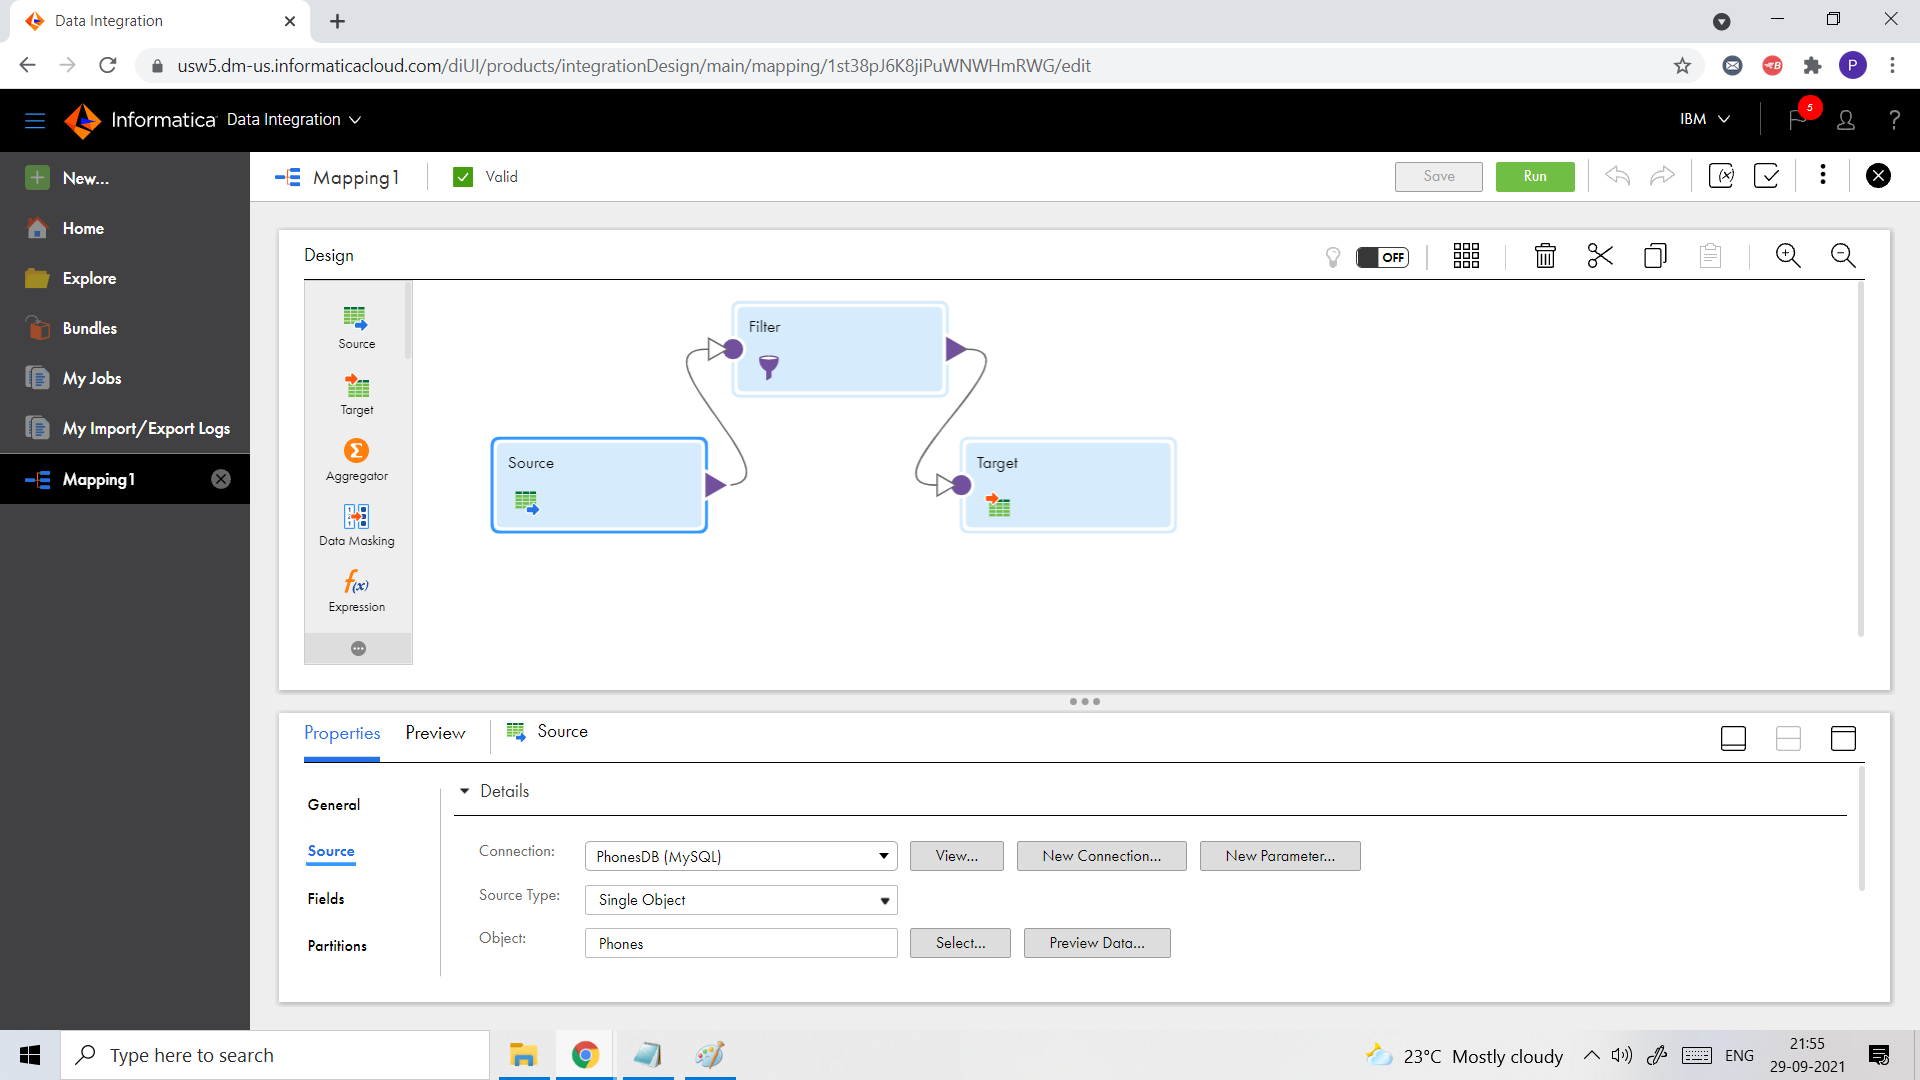 Data Integration
usw5.dm-us.informaticacloud.com/diUI/products/integrationDesign/main/mapping/1st38pJ6K8jiPuWNWHmRWG/edit
P
Informatica Data Integration
IBM
5
?
New...
Home
Explore
Bundles
My Jobs
My Import/Export Logs
Mapping1
Mapping1
Valid
Save
Run
Design
OFF
Source
Target
Aggregator
Data Masking
Expression
Filter
Source
Target
Properties
Preview
Source
General
Source
Fields
Partitions
Details
Connection:
PhonesDB (MySQL)
View...
New Connection...
New Parameter...
Source Type:
Single Object
Object:
Phones
Select...
Preview Data...
Type here to search
23°C Mostly cloudy
ENG
21:55
29-09-2021